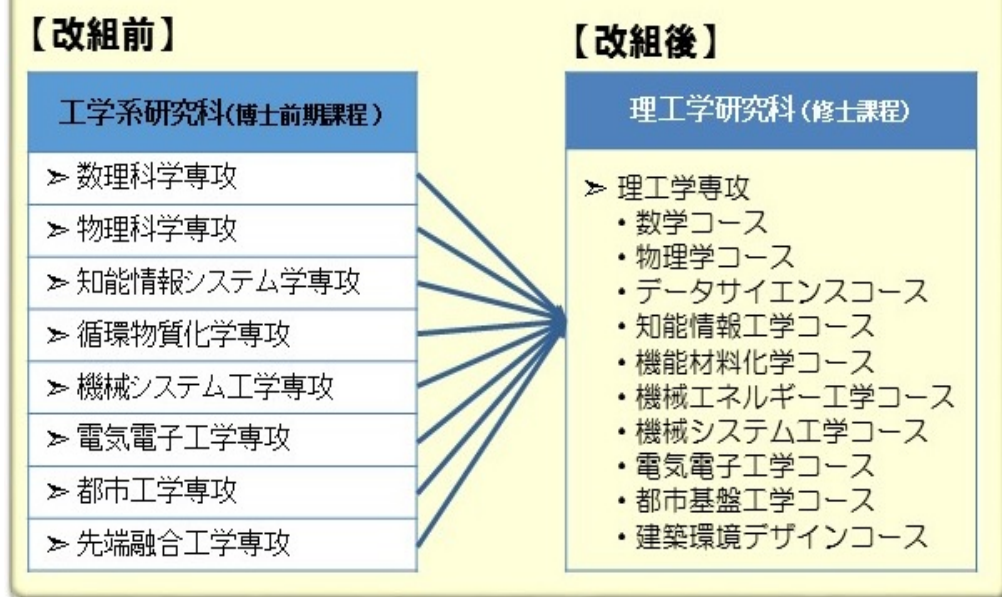 【改組前】
工学系研究科(博士前期課程)
➢ 数理科学専攻
➢ 物理科学専攻
➢ 知能情報システム学専攻
➢ 循環物質化学専攻
➢ 機械システム工学専攻
➢ 電気電子工学専攻
➢ 都市工学専攻
➢ 先端融合工学専攻
【改組後】
理工学研究科(修士課程)
➢ 理工学専攻
・数学コース
・物理学コース
・データサイエンスコース
・知能情報工学コース
・機能材料化学コース
・機械エネルギー工学コース
・機械システム工学コース
・電気電子工学コース
・都市基盤工学コース
・建築環境デザインコース